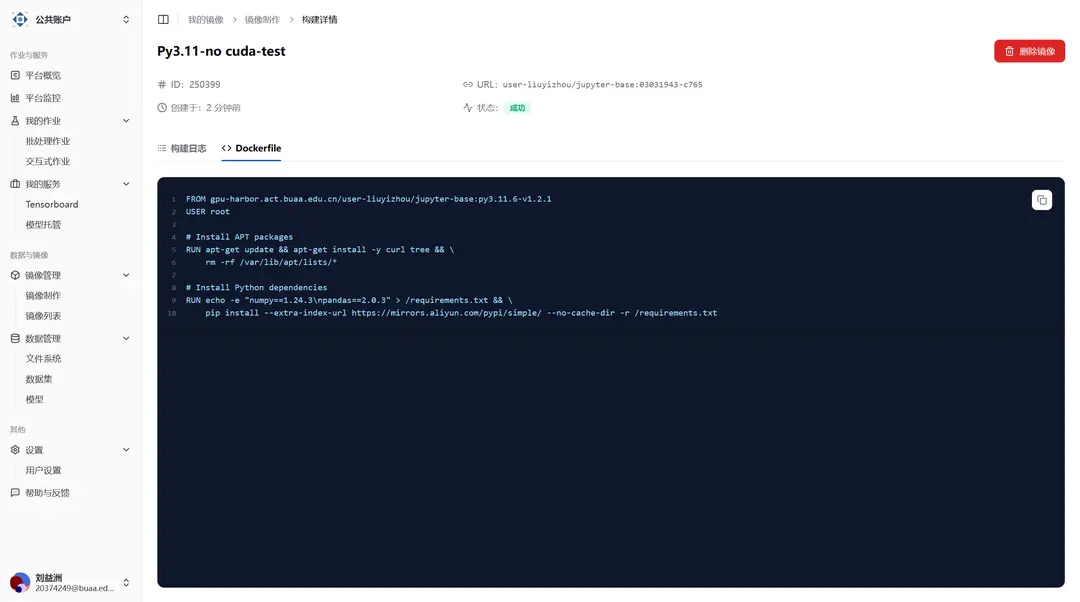 公共账户
作业与服务
平台概览
平台监控
我的作业
批处理作业
交互式作业
我的服务
Tensorboard
模型托管
数据与镜像
镜像管理
镜像制作
镜像列表
数据管理
文件系统
数据集
模型
其他
设置
用户设置
帮助与反馈
刘益洲
20374249@buaa.ed...
我的镜像 > 镜像制作 > 构建详情
Py3.11-no cuda-test
删除镜像
# ID: 250399
URL: user-liuyizhou/jupyter-base:03031943-c765
创建于: 2 分钟前
状态: 成功
构建日志
<> Dockerfile
1 FROM gpu-harbor.act.buaa.edu.cn/user-liuyizhou/jupyter-base:py3.11.6-v1.2.1
2 USER root
3
4 # Install APT packages
5 RUN apt-get update && apt-get install -y curl tree && \
6 rm -rf /var/lib/apt/lists/*
7
8 # Install Python dependencies
9 RUN echo -e "numpy==1.24.3\npandas==2.0.3" > /requirements.txt && \
10 pip install --extra-index-url https://mirrors.aliyun.com/pypi/simple/ --no-cache-dir -r /requirements.txt